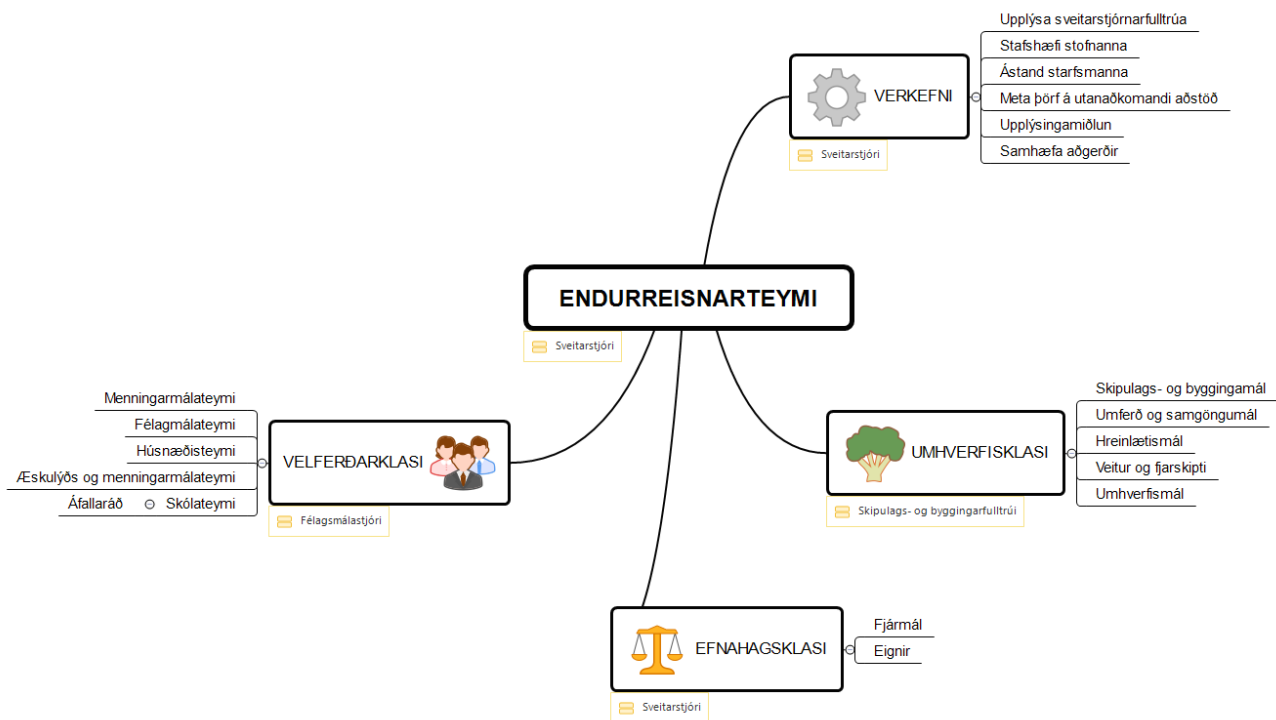 Upplýsa sveitarstjórnarfulltrúa
Stafshæfi stofnanna
Ástand starfsmanna
VERKEFNI
Meta þörf á utanaðkomandi aðstöð
Upplýsingamiðlun
Samhæfa aðgerðir
Sveitarstjóri
ENDURREISNARTEYMI
Sveitarstjóri
Menningarmálateymi
Félagmálateymi
Húsnæðisteymi
Æskulýðs og menningarmálateymi
Áfallaráð
Skólateymi
VELFERÐARKLASI
Félagsmálastjóri
Skipulags- og byggingamál
Umferð og samgöngumál
Hreinlætismál
Veitur og fjarskipti
Umhverfismál
UMHVERFISKLASI
Skipulags- og byggingarfulltrúi
EFNAHAGSKLASI
Fjármál
Eignir
Sveitarstjóri